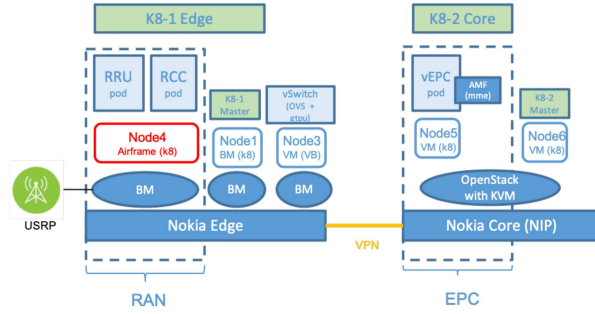 K8-1 Edge
K8-2 Core
RRU
pod
RCC
pod
K8-1
Master
vSwitch
(OVS +
gtpu)
vEPC
pod
AMF
(mme)
K8-2
Master
Node4
Airframe (k8)
Node1
BM (k8)
Node3
VM (VB)
Node5
VM (k8)
Node6
VM (k8)
USRP
BM
BM
BM
OpenStack
with KVM
Nokia Edge
VPN
Nokia Core (NIP)
RAN
EPC